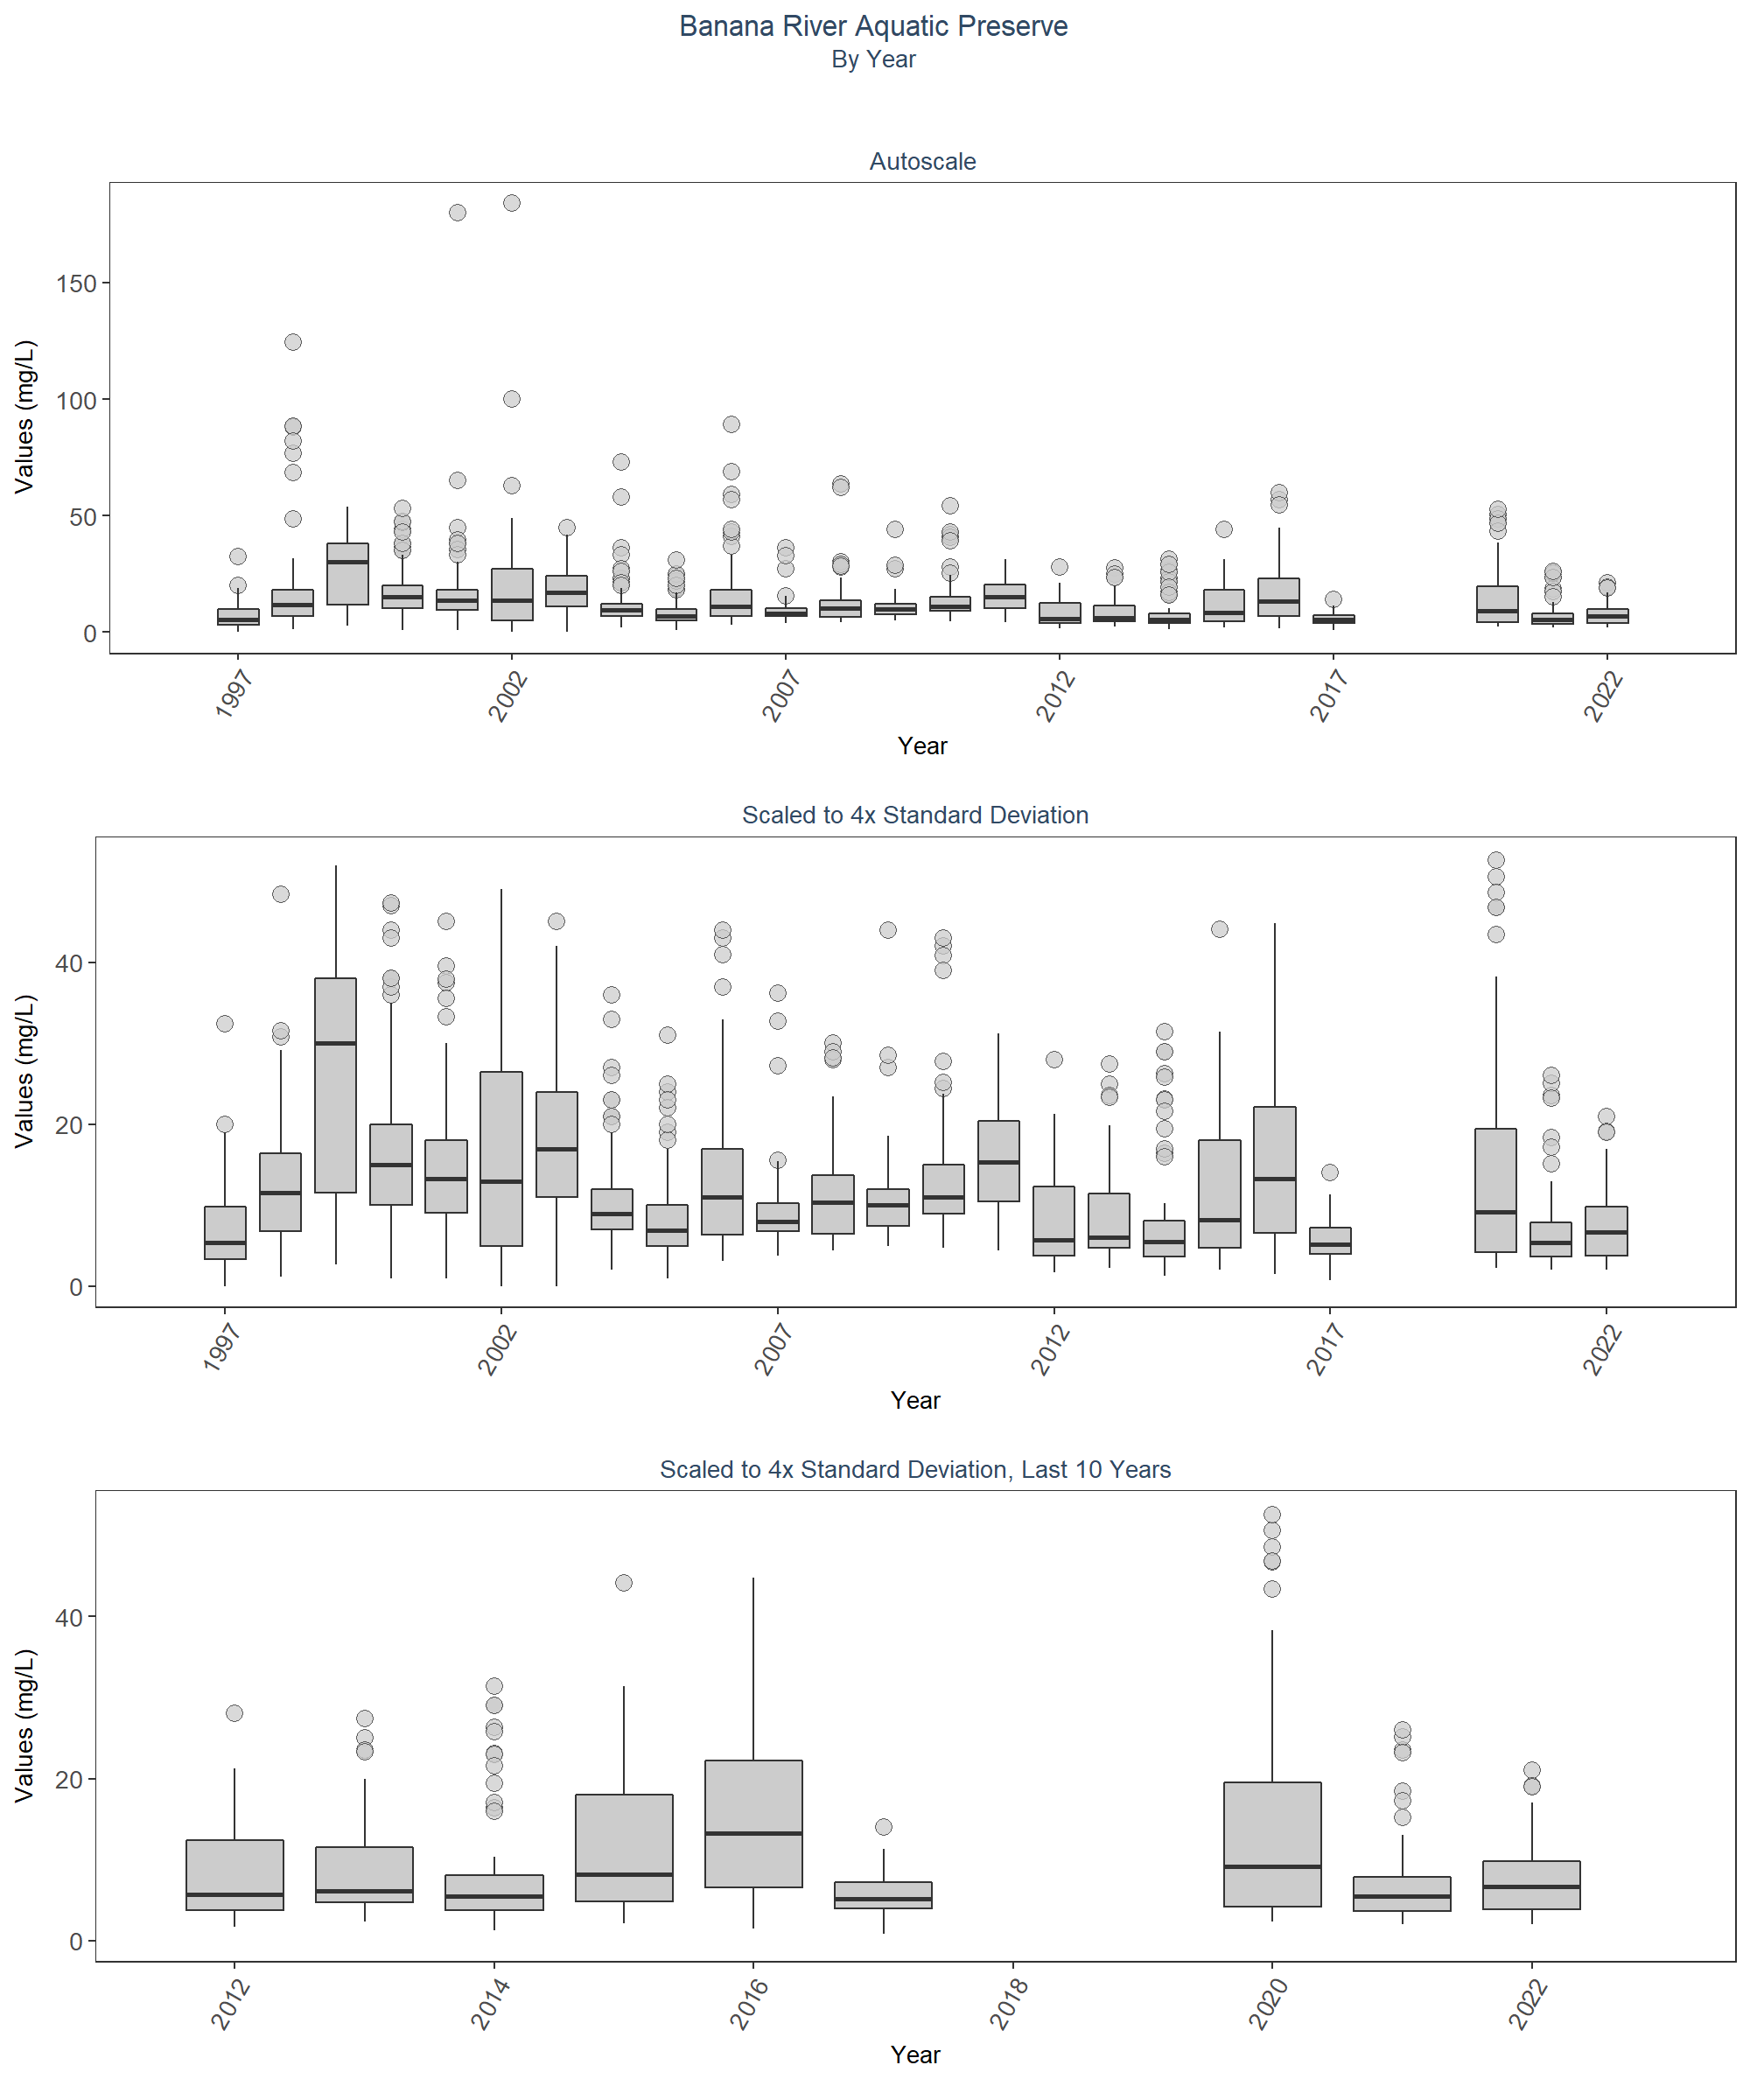 Banana River Aquatic Preserve
By Year
Autoscale
Values (mg/L)
150
100
50
0
1997 2002 2007 2012 2017 2022
Year
Scaled to 4x Standard Deviation
Values (mg/L)
40
20
0
1997 2002 2007 2012 2017 2022
Year
Scaled to 4x Standard Deviation, Last 10 Years
Values (mg/L)
40
20
0
2012 2014 2016 2018 2020 2022
Year